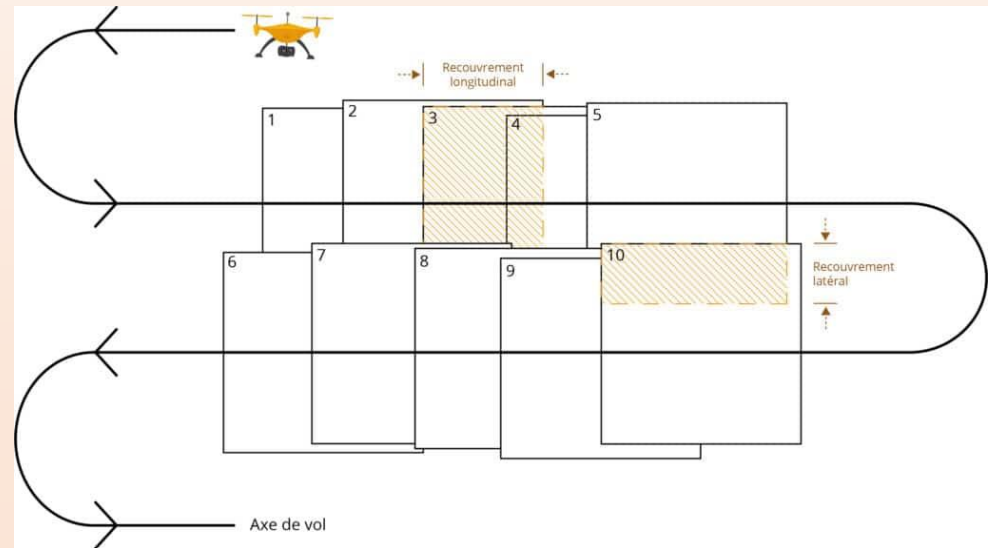 Recouvrement
longitudinal
1
2
3
4
5
6
7
8
9
10
Recouvrement
latéral
Axe de vol